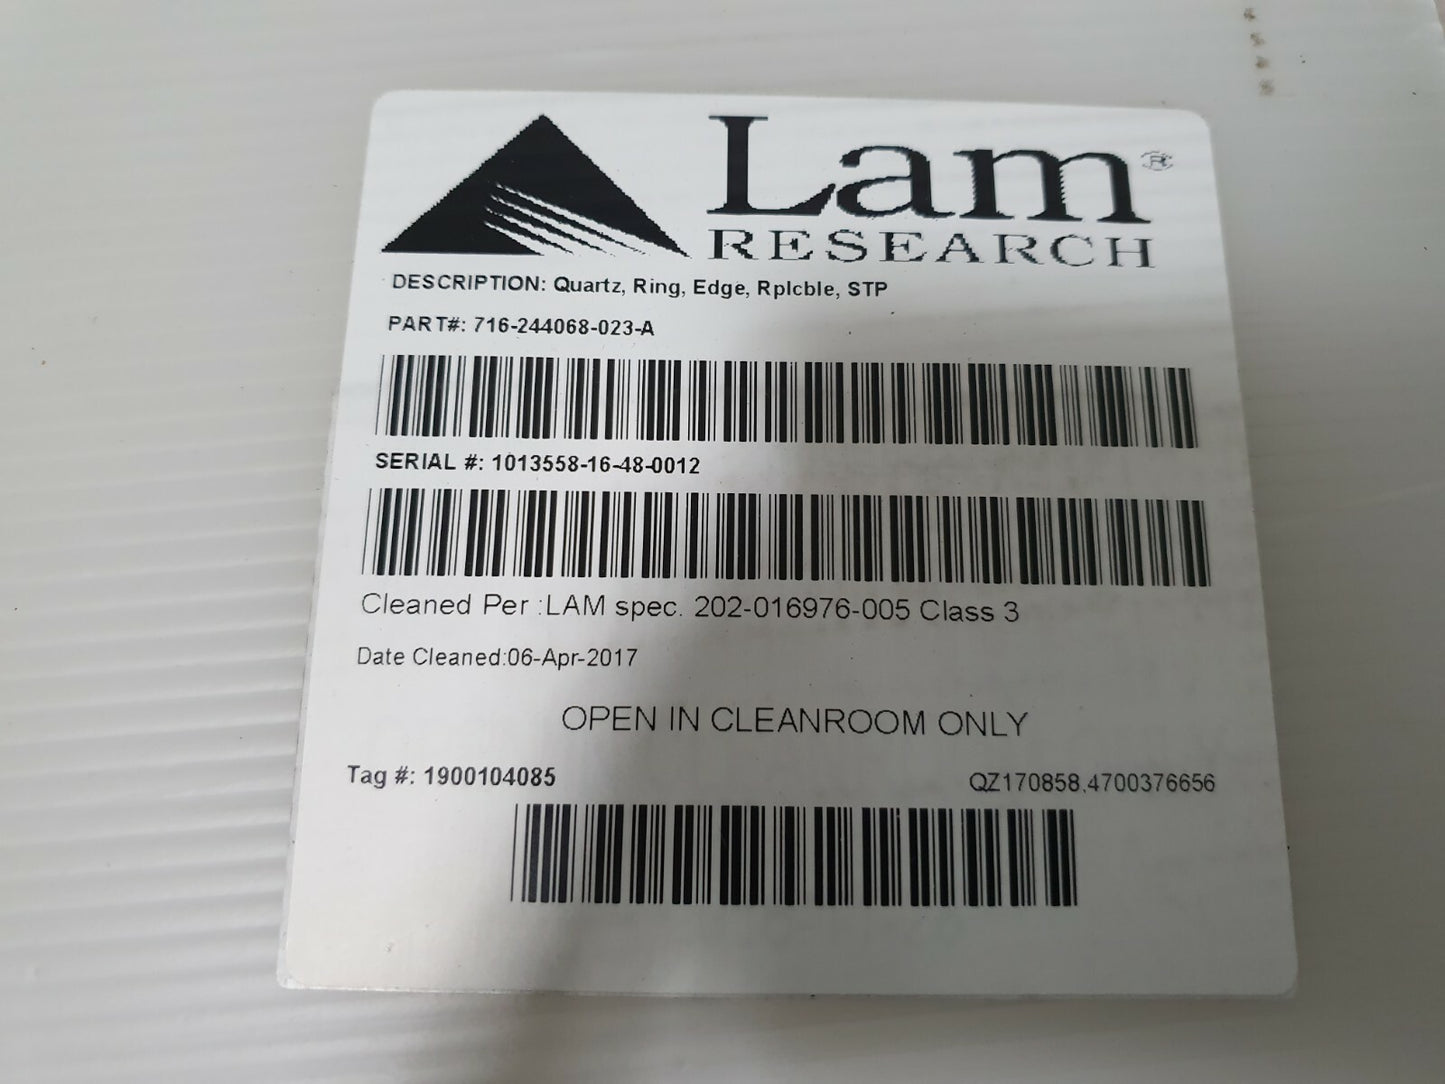 Lam®
RESEARCH
DESCRIPTION: Quartz, Ring, Edge, Rplcble, STP
PART#: 716-244068-023-A
SERIAL #: 1013558-16-48-0012
Cleaned Per :LAM spec. 202-016976-005 Class 3
Date Cleaned:06-Apr-2017
OPEN IN CLEANROOM ONLY
Tag #: 1900104085
QZ170858.4700376656